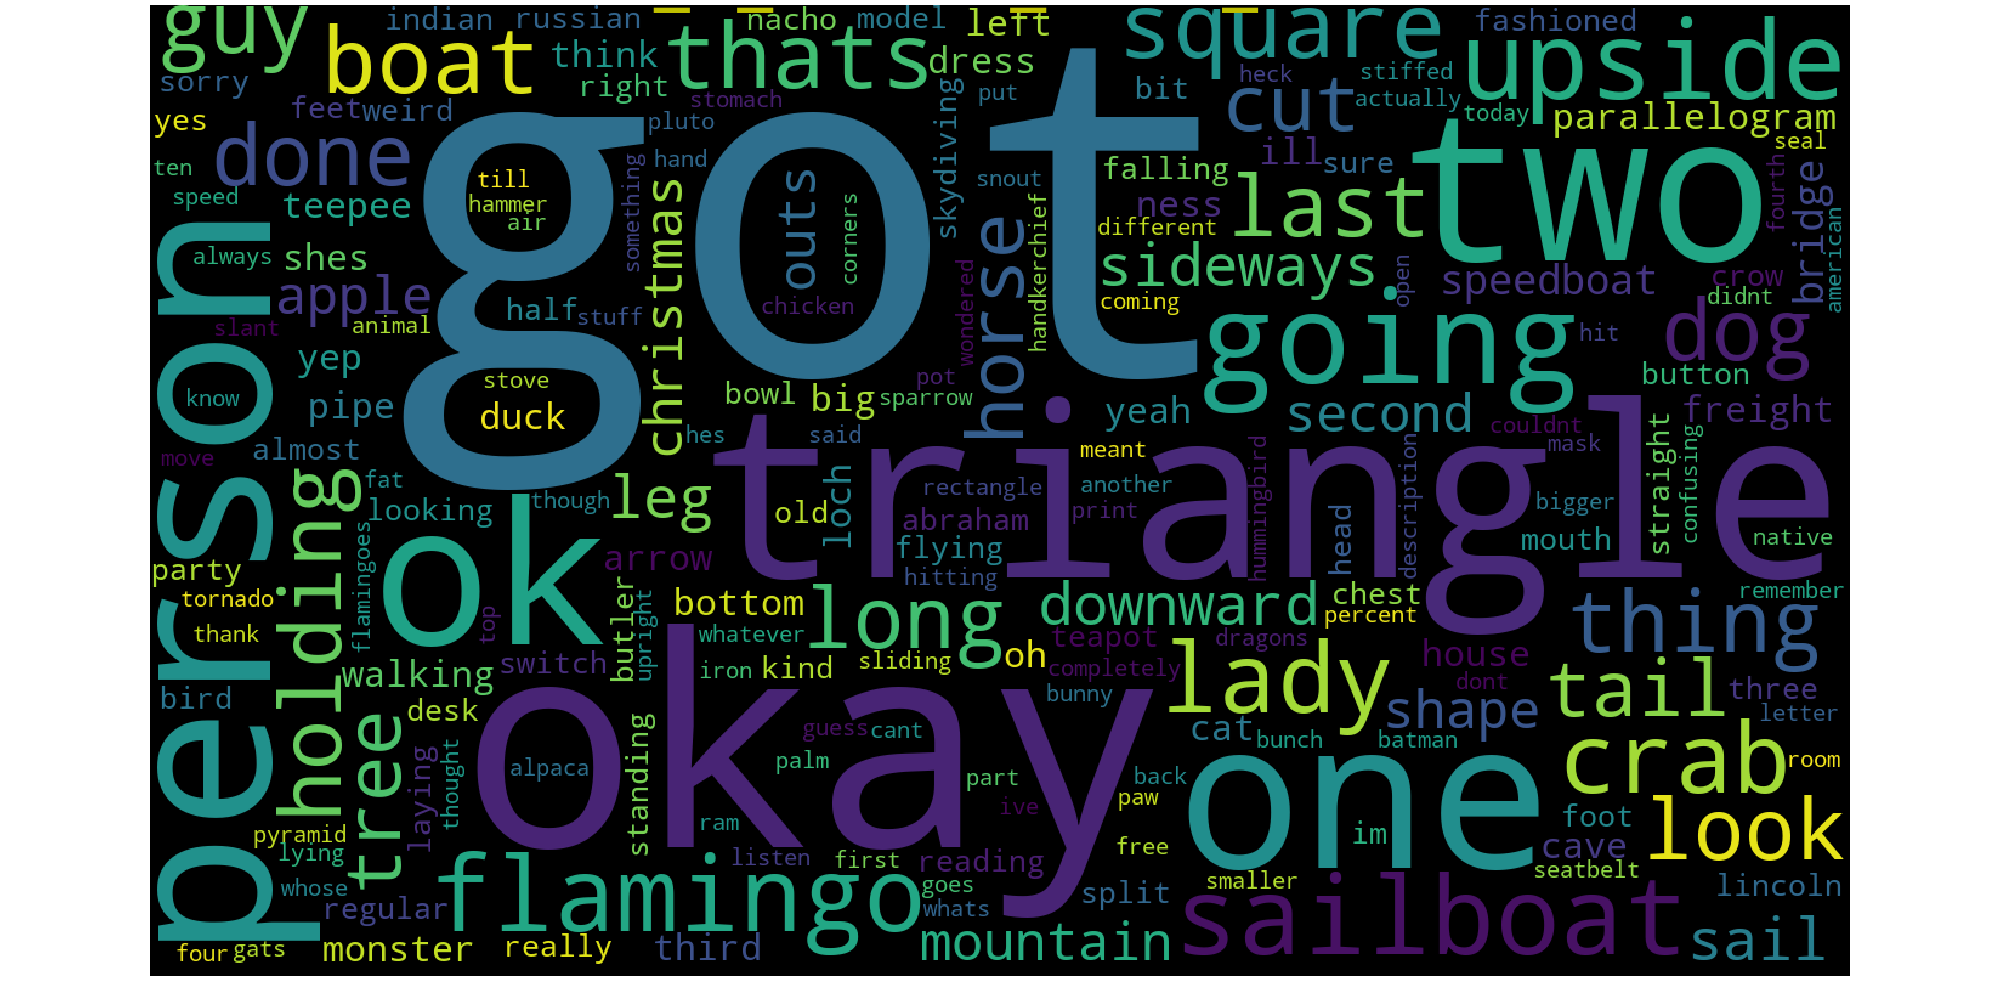 guy
boat
indian
russian
think
right
thats
nacho
model
left
dress
square
fashioned
upside
sorry
feet
weird
stomach
skydiving
put
bit
heck
cut
stiffed
actually
today
parallelogram
seal
yes
done
pluto
got
two
ten
speed
teepee
till
hammer
air
hand
something
christmas
outs
corners
horse
snout
handkerchief
falling
ill
sure
ness
different
last
fourth
bridge
american
person
always
shes
apple
slant
animal
half
stuff
chicken
wondered
sideways
coming
open
speedboat
crow
didnt
going
hit
dog
yep
know
pipe
stove
duck
bowl
big
pot
sparrow
yeah
second
button
freight
couldnt
almost
move
holding
fat
looking
flamingoes
ok
though
leg
hes
said
loch
old
triangle
meant
rectangle
another
abraham
print
flying
hitting
hummingbird
head
description
mask
bigger
mouth
straight
confusing
native
party
tornado
thank
arrow
butler
upright
top
bottom
whatever
long
downward
chest
percent
thing
remember
bird
walking
switch
iron
kind
sliding
oh
teapot
completely
bunny
dragons
lady
house
dont
tail
three
letter
tree
desk
laying
thought
okay
alpaca
standing
guess
cant
palm
part
ive
cat
bunch
batman
shape
crab
room
pyramid
lying
whose
ram
listen
first
reading
back
paw
free
one
im
foot
cave
look
seatbelt
regular
flamingo
goes
whats
split
smaller
sailboat
lincoln
four
gats
monster
really
third
mountain
sail